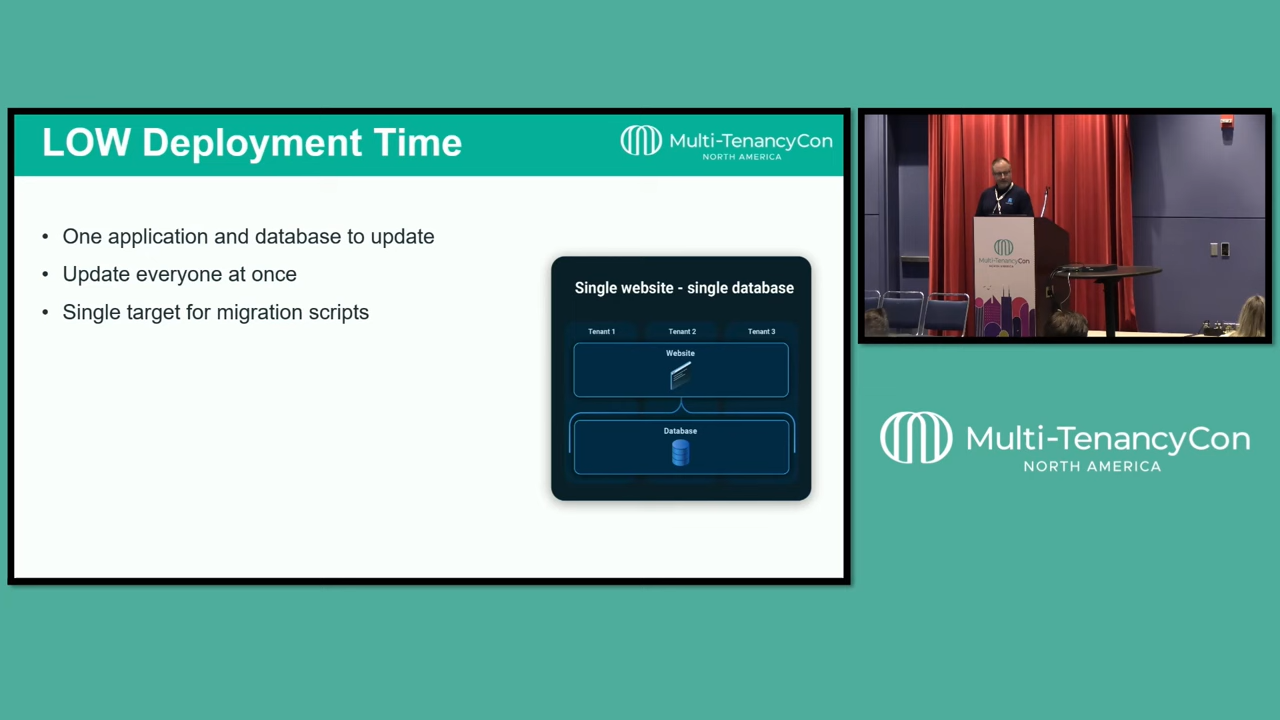 LOW Deployment Time
Multi-TenancyCon
NORTH AMERICA
• One application and database to update
• Update everyone at once
• Single target for migration scripts
Single website - single database
Tenant 1
Tenant 2
Tenant 3
Website
Database
Multi-TenancyCon
Multi-TenancyCon
NORTH AMERICA